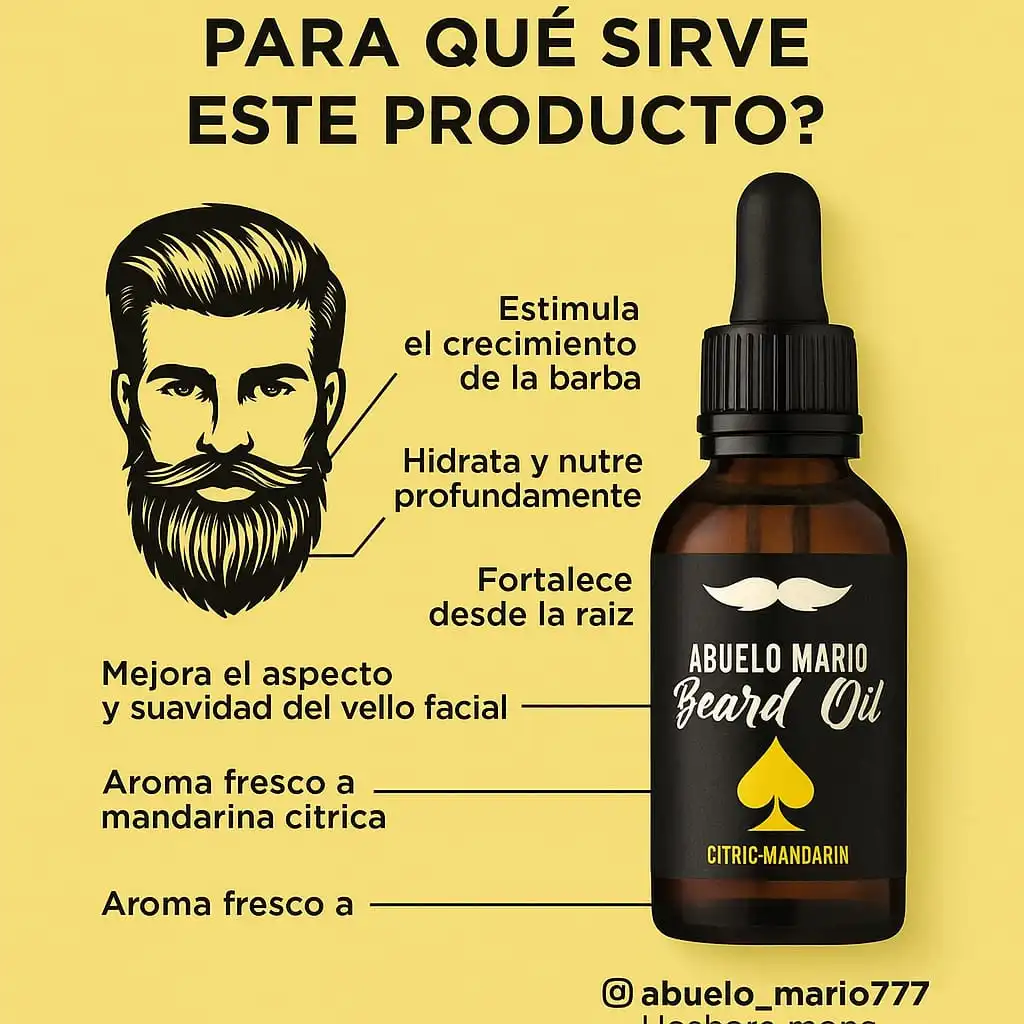 PARA QUÉ SIRVE
ESTE PRODUCTO?
Estimula
el crecimiento
de la barba
Hidrata y nutre
profundamente
Fortalece
desde la raiz
Mejora el aspecto
y suavidad del vello facial
Aroma fresco a
mandarina citrica
Aroma fresco a
ABUELO MARIO
Beard Oil
CITRIC-MANDARIN
abuelo_mario777